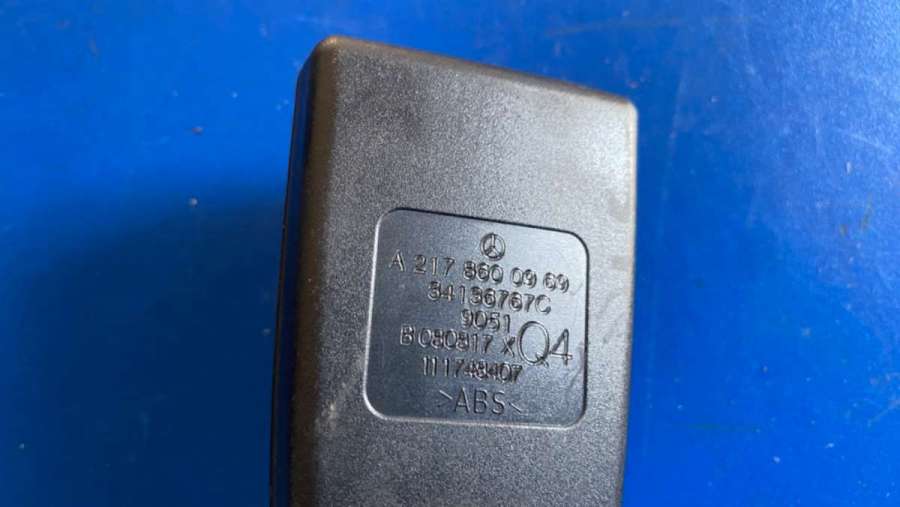 A 217 860 09 69
34136767C
9051
B 080817 X Q4
111748407
>ABS<